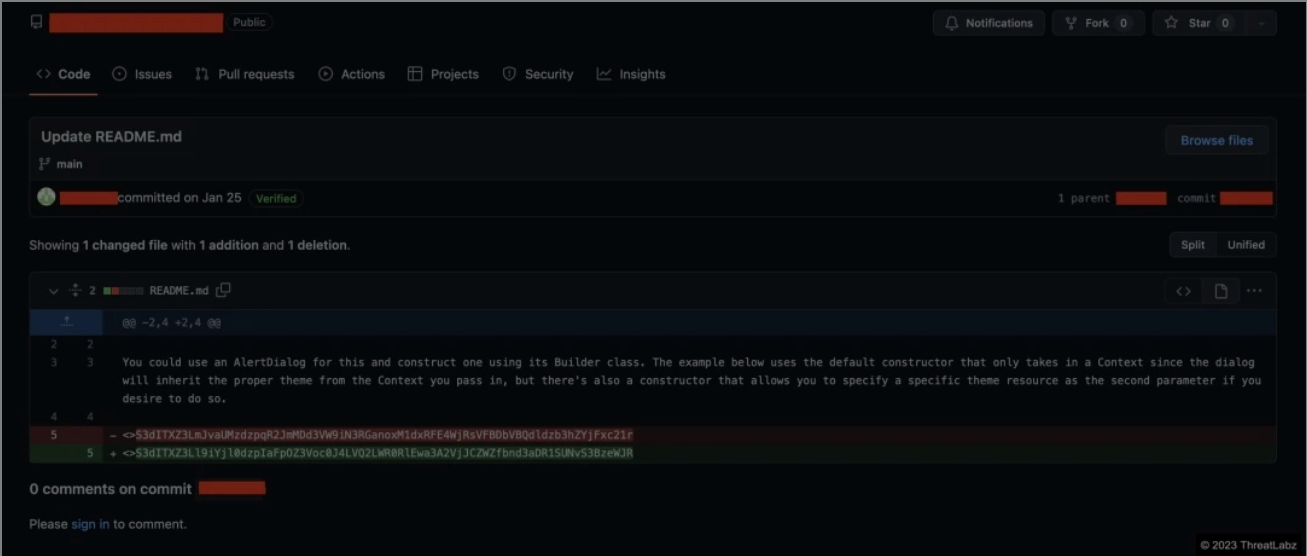 Public
Notifications
Fork 0
Star 0
Code
Issues
Pull requests
Actions
Projects
Security
Insights
Update README.md
Browse files
main
committed on Jan 25 Verified
1 parent
commit
Showing 1 changed file with 1 addition and 1 deletion.
Split Unified
2 README.md
@@ -2,4 +2,4 @@
2 2
3 3 You could use an AlertDialog for this and construct one using its Builder class. The example below uses the default constructor that only takes in a Context since the dialog
will inherit the proper theme from the Context you pass in, but there's also a constructor that allows you to specify a specific theme resource as the second parameter if you
desire to do so.
4 4
5 -
5 +
0 comments on commit
Please sign in to comment.
© 2023 ThreatLabz